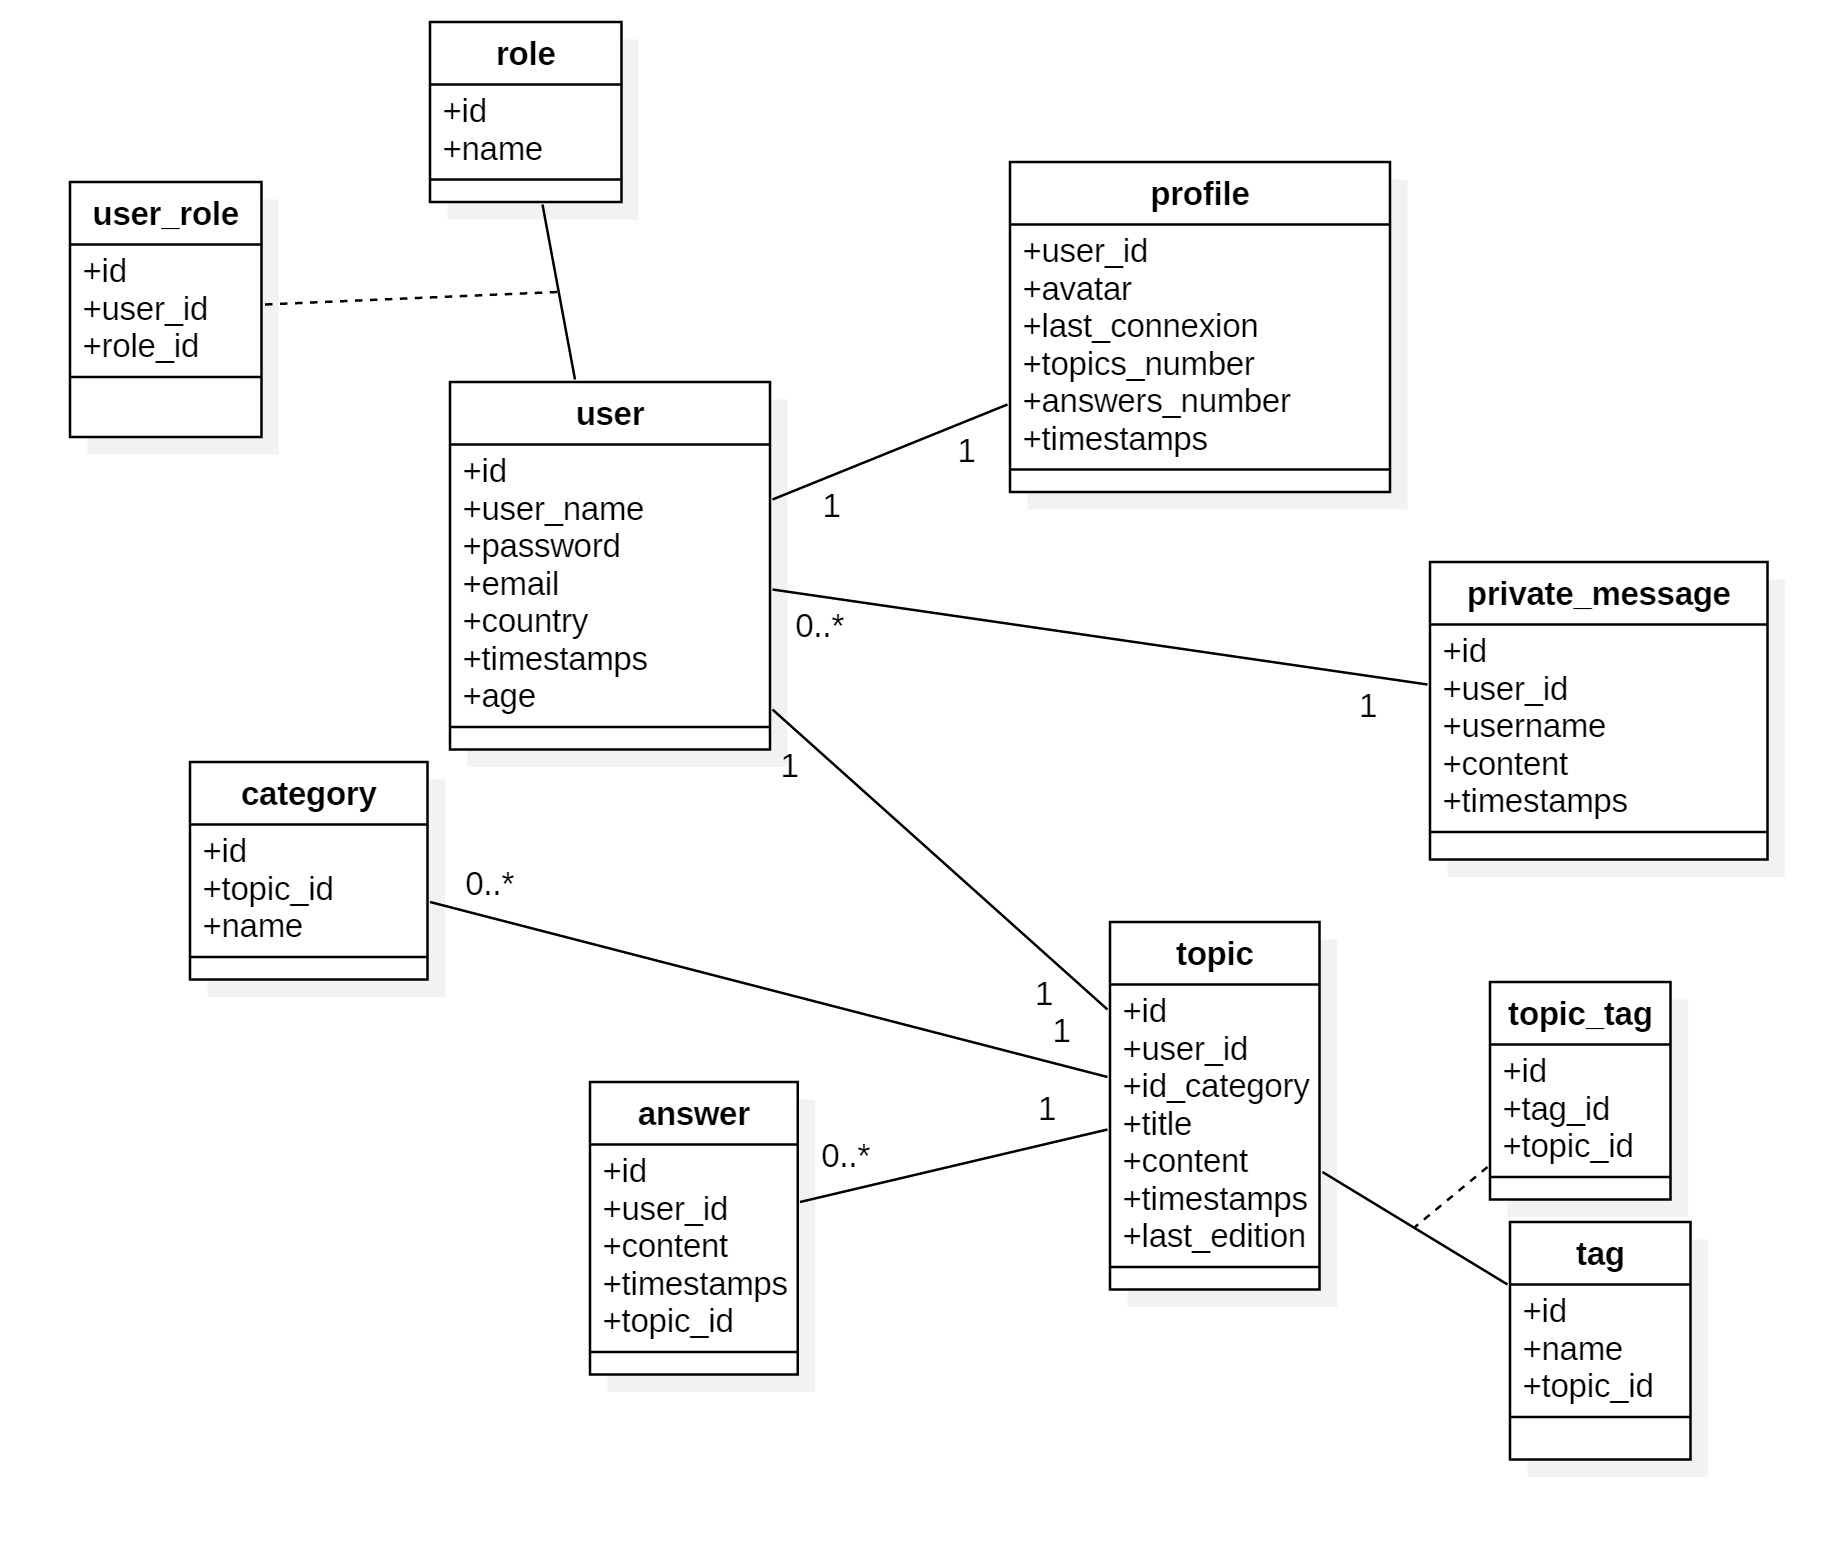 role
+id
+name
user_role
+id
+user_id
+role_id
profile
+user_id
+avatar
+last_connexion
+topics_number
+answers_number
+timestamps
user
+id
+user_name
+password
+email
+country
+timestamps
+age
1
1
0..*
1
private_message
+id
+user_id
+username
+content
+timestamps
1
1
category
+id
+topic_id
+name
0..*
1
topic
+id
+user_id
+id_category
+title
+content
+timestamps
+last_edition
answer
+id
+user_id
+content
+timestamps
+topic_id
0..*
1
topic_tag
+id
+tag_id
+topic_id
tag
+id
+name
+topic_id